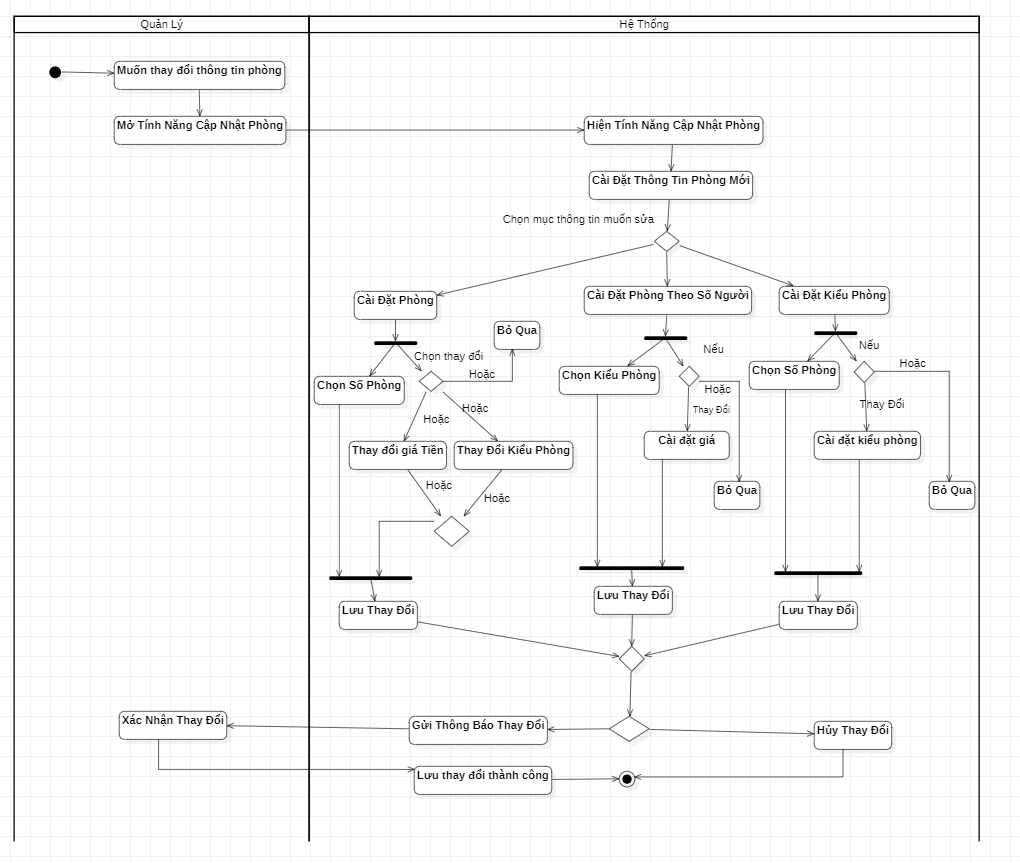 Quản Lý
Hệ Thống
Muốn thay đổi thông tin phòng
Mở Tính Năng Cập Nhật Phòng
Hiện Tính Năng Cập Nhật Phòng
Cài Đặt Thông Tin Phòng Mới
Chọn mục thông tin muốn sửa
Cài Đặt Phòng
Cài Đặt Phòng Theo Số Người
Cài Đặt Kiểu Phòng
Bỏ Qua
Chọn thay đổi
Nếu
Nếu
Hoặc
Hoặc
Chọn Số Phòng
Chọn Kiểu Phòng
Chọn Số Phòng
Hoặc
Hoặc
Hoặc
Thay Đổi
Thay Đổi
Thay đổi giá Tiền
Thay Đổi Kiểu Phòng
Cài đặt giá
Cài đặt kiểu phòng
Hoặc
Hoặc
Bỏ Qua
Bỏ Qua
Lưu Thay Đổi
Lưu Thay Đổi
Lưu Thay Đổi
Xác Nhận Thay Đổi
Gửi Thông Báo Thay Đổi
Hủy Thay Đổi
Lưu thay đổi thành công